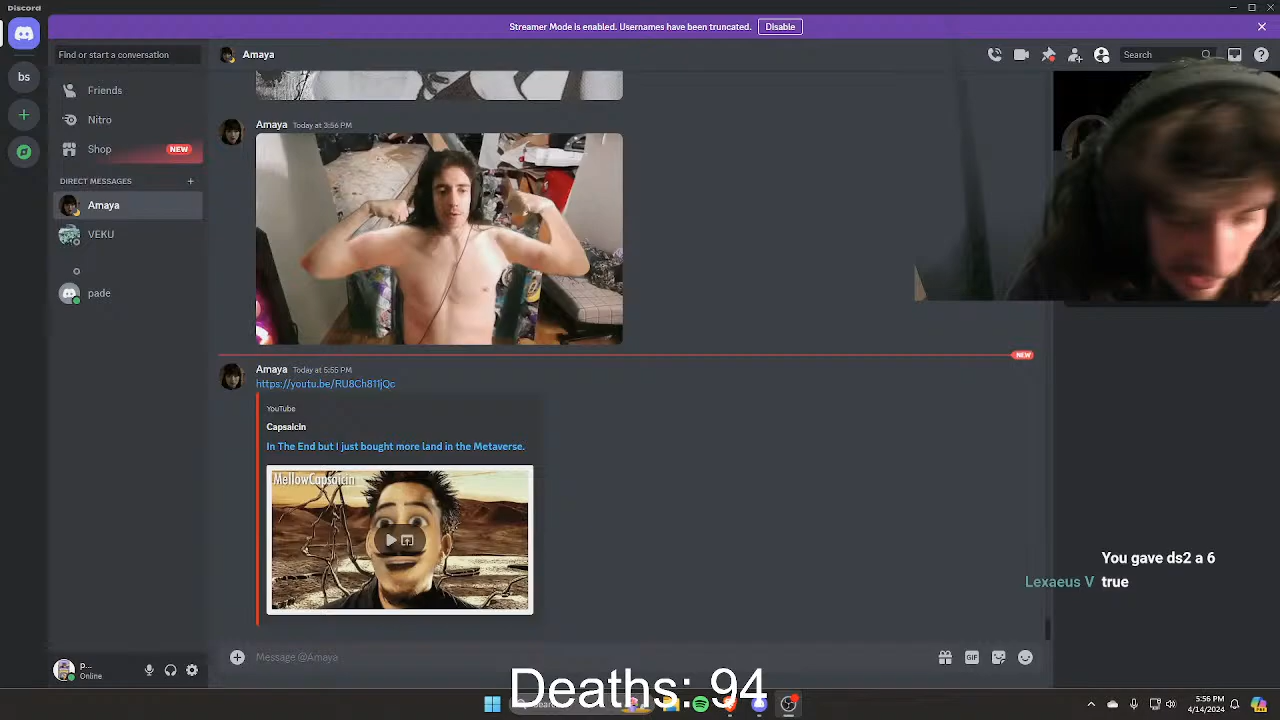 Discord
Streamer Mode is enabled. Usernames have been truncated.
Disable
Find or start a conversation
Amaya
Search
bs
Friends
Nitro
Shop
NEW
DIRECT MESSAGES
Amaya
VEKU
pade
Amaya Today at 3:56 PM
NEW
Amaya Today at 5:55 PM
https://youtu.be/RU8Ch811jQc
YouTube
Capsaicin
In The End but I just bought more land in the Metaverse.
MellowCapsaicin
You gave ds2 a 6
Lexaeus V true
Message @Amaya
GIF
P...
Online
Deaths: 94
5:56 PM
4/14/2024